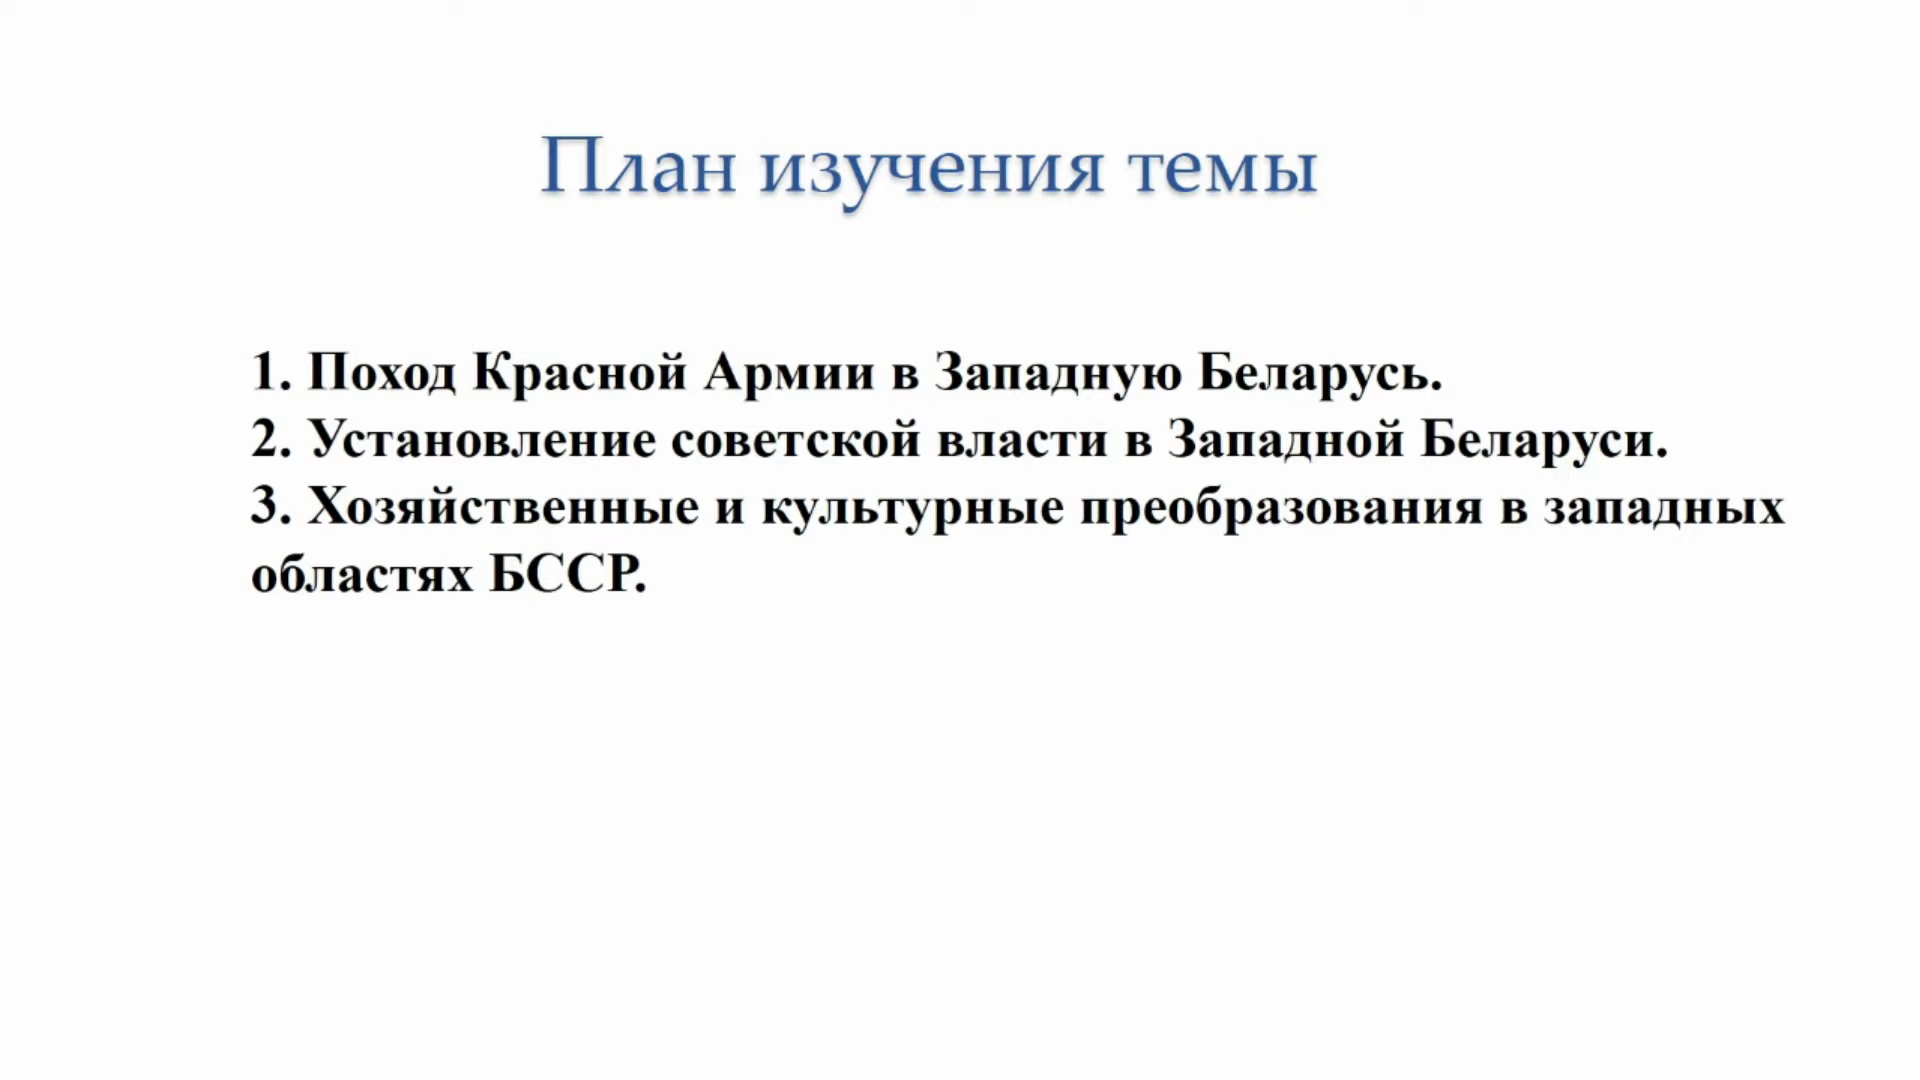 План изучения темы
1. Поход Красной Армии в Западную Беларусь.
2. Установление советской власти в Западной Беларуси.
3. Хозяйственные и культурные преобразования в западных
областях БССР.